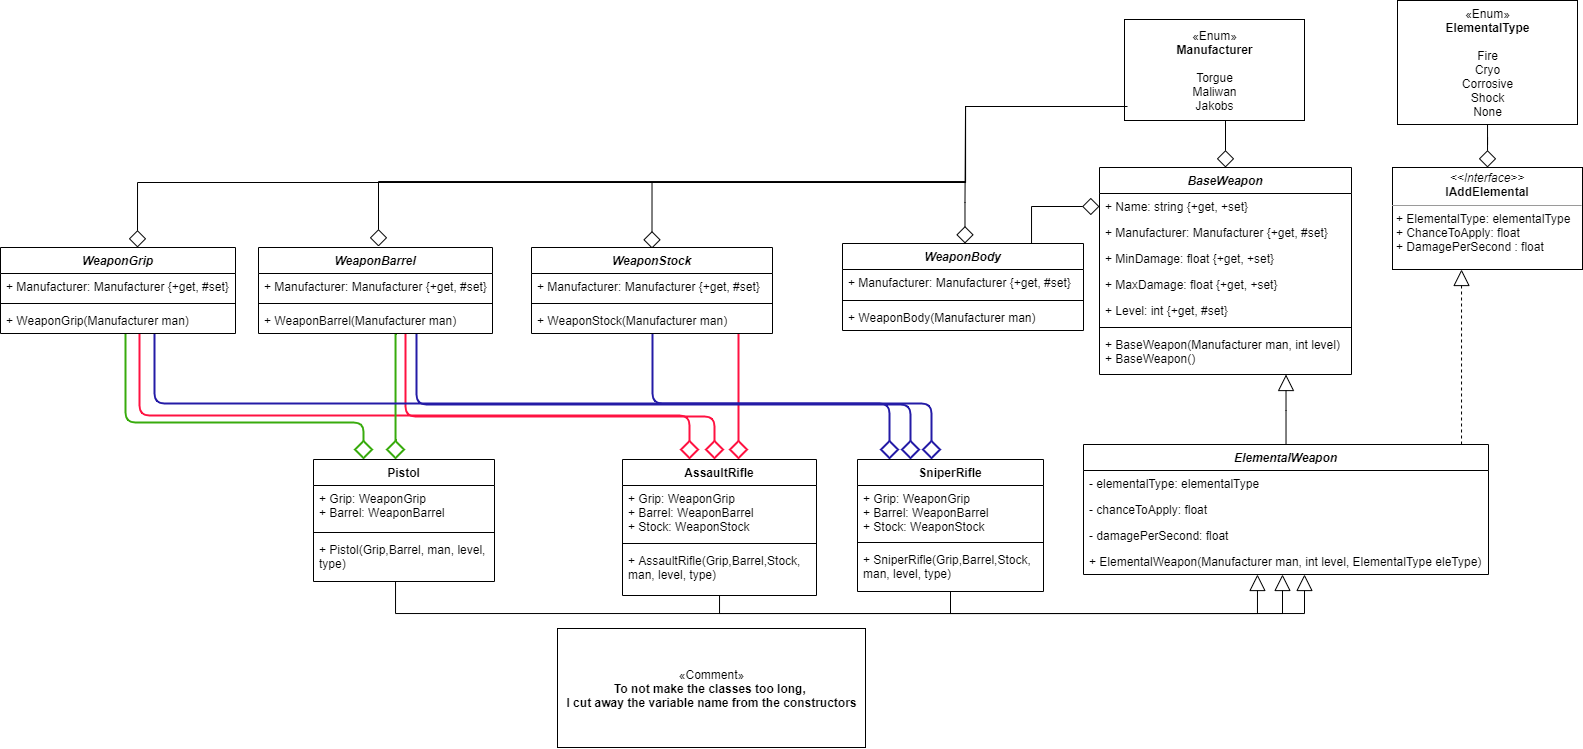 «Enum»
Manufacturer
Torgue
Maliwan
Jakobs
«Enum»
ElementalType
Fire
Cryo
Corrosive
Shock
None
BaseWeapon
+ Name: string {+get, +set}
+ Manufacturer: Manufacturer {+get, #set}
+ MinDamage: float {+get, +set}
+ MaxDamage: float {+get, +set}
+ Level: int {+get, #set}
+ BaseWeapon(Manufacturer man, int level)
+ BaseWeapon()
<<Interface>>
IAddElemental
+ ElementalType: elementalType
+ ChanceToApply: float
+ DamagePerSecond : float
WeaponGrip
+ Manufacturer: Manufacturer {+get, #set}
+ WeaponGrip(Manufacturer man)
WeaponBarrel
+ Manufacturer: Manufacturer {+get, #set}
+ WeaponBarrel(Manufacturer man)
WeaponStock
+ Manufacturer: Manufacturer {+get, #set}
+ WeaponStock(Manufacturer man)
WeaponBody
+ Manufacturer: Manufacturer {+get, #set}
+ WeaponBody(Manufacturer man)
Pistol
+ Grip: WeaponGrip
+ Barrel: WeaponBarrel
+ Pistol(Grip,Barrel, man, level,
type)
AssaultRifle
+ Grip: WeaponGrip
+ Barrel: WeaponBarrel
+ Stock: WeaponStock
+ AssaultRifle(Grip,Barrel,Stock,
man, level, type)
SniperRifle
+ Grip: WeaponGrip
+ Barrel: WeaponBarrel
+ Stock: WeaponStock
+ SniperRifle(Grip,Barrel,Stock,
man, level, type)
ElementalWeapon
- elementalType: elementalType
- chanceToApply: float
- damagePerSecond: float
+ ElementalWeapon(Manufacturer man, int level, ElementalType eleType)
«Comment»
To not make the classes too long,
I cut away the variable name from the constructors